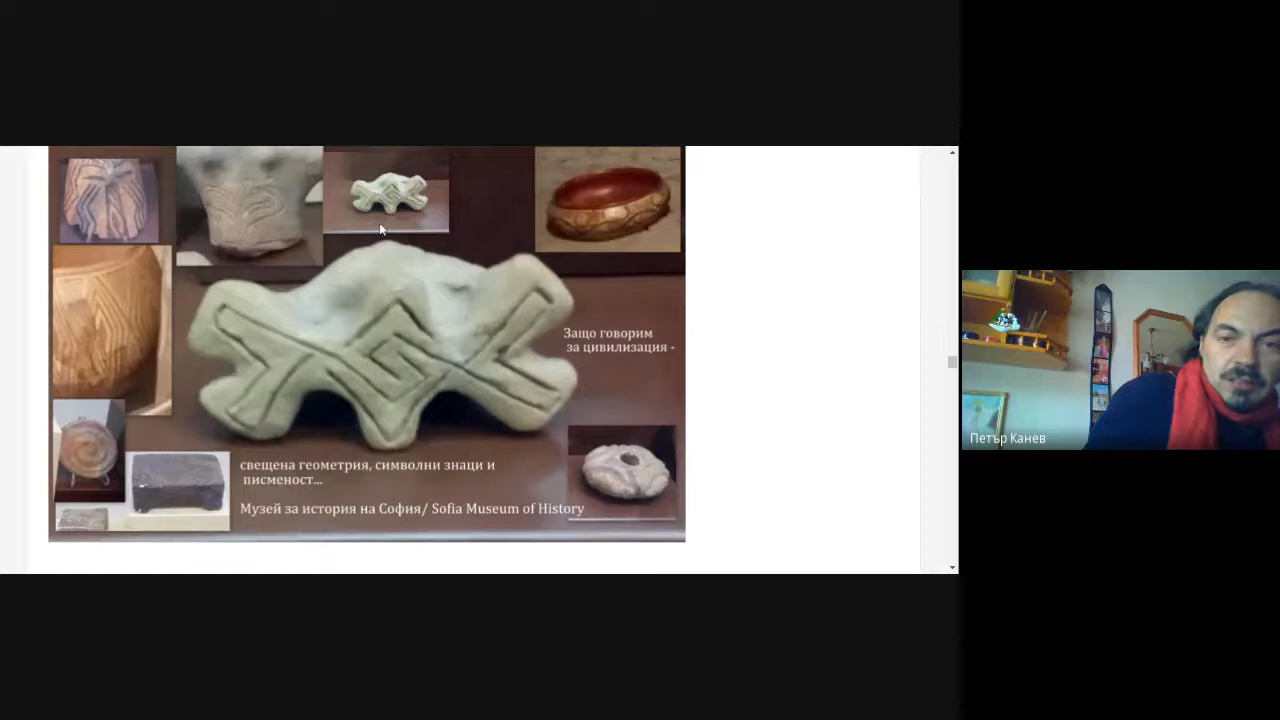 Защо говорим
за цивилизация -
свещена геометрия, символни знаци и
писменост...
Музей за история на София/ Sofia Museum of History
Петър Канев